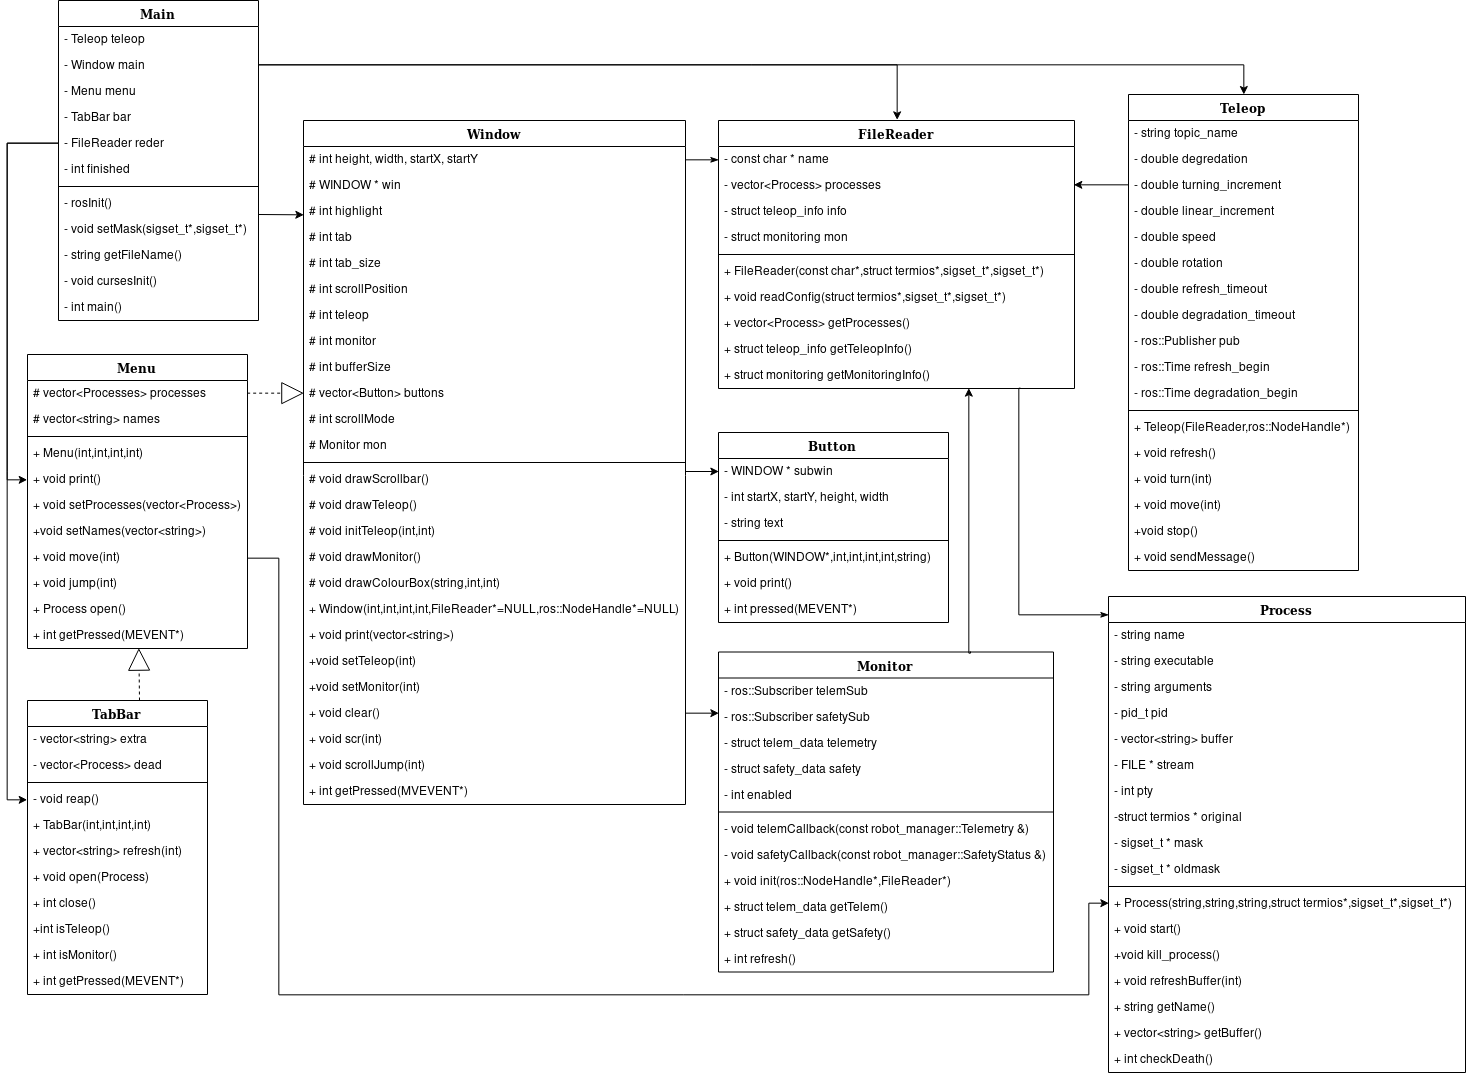 Main
- Teleop teleop
- Window main
- Menu menu
- TabBar bar
- FileReader reder
- int finished
- rosInit()
- void setMask(sigset_t*,sigset_t*)
- string getFileName()
- void cursesInit()
- int main()
Menu
# vector<Processes> processes
# vector<string> names
+ Menu(int,int,int,int)
+ void print()
+ void setProcesses(vector<Process>)
+void setNames(vector<string>)
+ void move(int)
+ void jump(int)
+ Process open()
+ int getPressed(MEVENT*)
TabBar
- vector<string> extra
- vector<Process> dead
- void reap()
+ TabBar(int,int,int,int)
+ vector<string> refresh(int)
+ void open(Process)
+ int close()
+int isTeleop()
+ int isMonitor()
+ int getPressed(MEVENT*)
Window
# int height, width, startX, startY
# WINDOW * win
# int highlight
# int tab
# int tab_size
# int scrollPosition
# int teleop
# int monitor
# int bufferSize
# vector<Button> buttons
# int scrollMode
# Monitor mon
# void drawScrollbar()
# void drawTeleop()
# void initTeleop(int,int)
# void drawMonitor()
# void drawColourBox(string,int,int)
+ Window(int,int,int,int,FileReader*=NULL,ros::NodeHandle*=NULL)
+ void print(vector<string>)
+void setTeleop(int)
+void setMonitor(int)
+ void clear()
+ void scr(int)
+ void scrollJump(int)
+ int getPressed(MVEVENT*)
FileReader
- const char * name
- vector<Process> processes
- struct teleop_info info
- struct monitoring mon
+ FileReader(const char*,struct termios*,sigset_t*,sigset_t*)
+ void readConfig(struct termios*,sigset_t*,sigset_t*)
+ vector<Process> getProcesses()
+ struct teleop_info getTeleopInfo()
+ struct monitoring getMonitoringInfo()
Button
- WINDOW * subwin
- int startX, startY, height, width
- string text
+ Button(WINDOW*,int,int,int,int,string)
+ void print()
+ int pressed(MEVENT*)
Monitor
- ros::Subscriber telemSub
- ros::Subscriber safetySub
- struct telem_data telemetry
- struct safety_data safety
- int enabled
- void telemCallback(const robot_manager::Telemetry &)
- void safetyCallback(const robot_manager::SafetyStatus &)
+ void init(ros::NodeHandle*,FileReader*)
+ struct telem_data getTelem()
+ struct safety_data getSafety()
+ int refresh()
Teleop
- string topic_name
- double degredation
- double turning_increment
- double linear_increment
- double speed
- double rotation
- double refresh_timeout
- double degradation_timeout
- ros::Publisher pub
- ros::Time refresh_begin
- ros::Time degradation_begin
+ Teleop(FileReader,ros::NodeHandle*)
+ void refresh()
+ void turn(int)
+ void move(int)
+void stop()
+ void sendMessage()
Process
- string name
- string executable
- string arguments
- pid_t pid
- vector<string> buffer
- FILE * stream
- int pty
-struct termios * original
- sigset_t * mask
- sigset_t * oldmask
+ Process(string,string,string,struct termios*,sigset_t*,sigset_t*)
+ void start()
+void kill_process()
+ void refreshBuffer(int)
+ string getName()
+ vector<string> getBuffer()
+ int checkDeath()